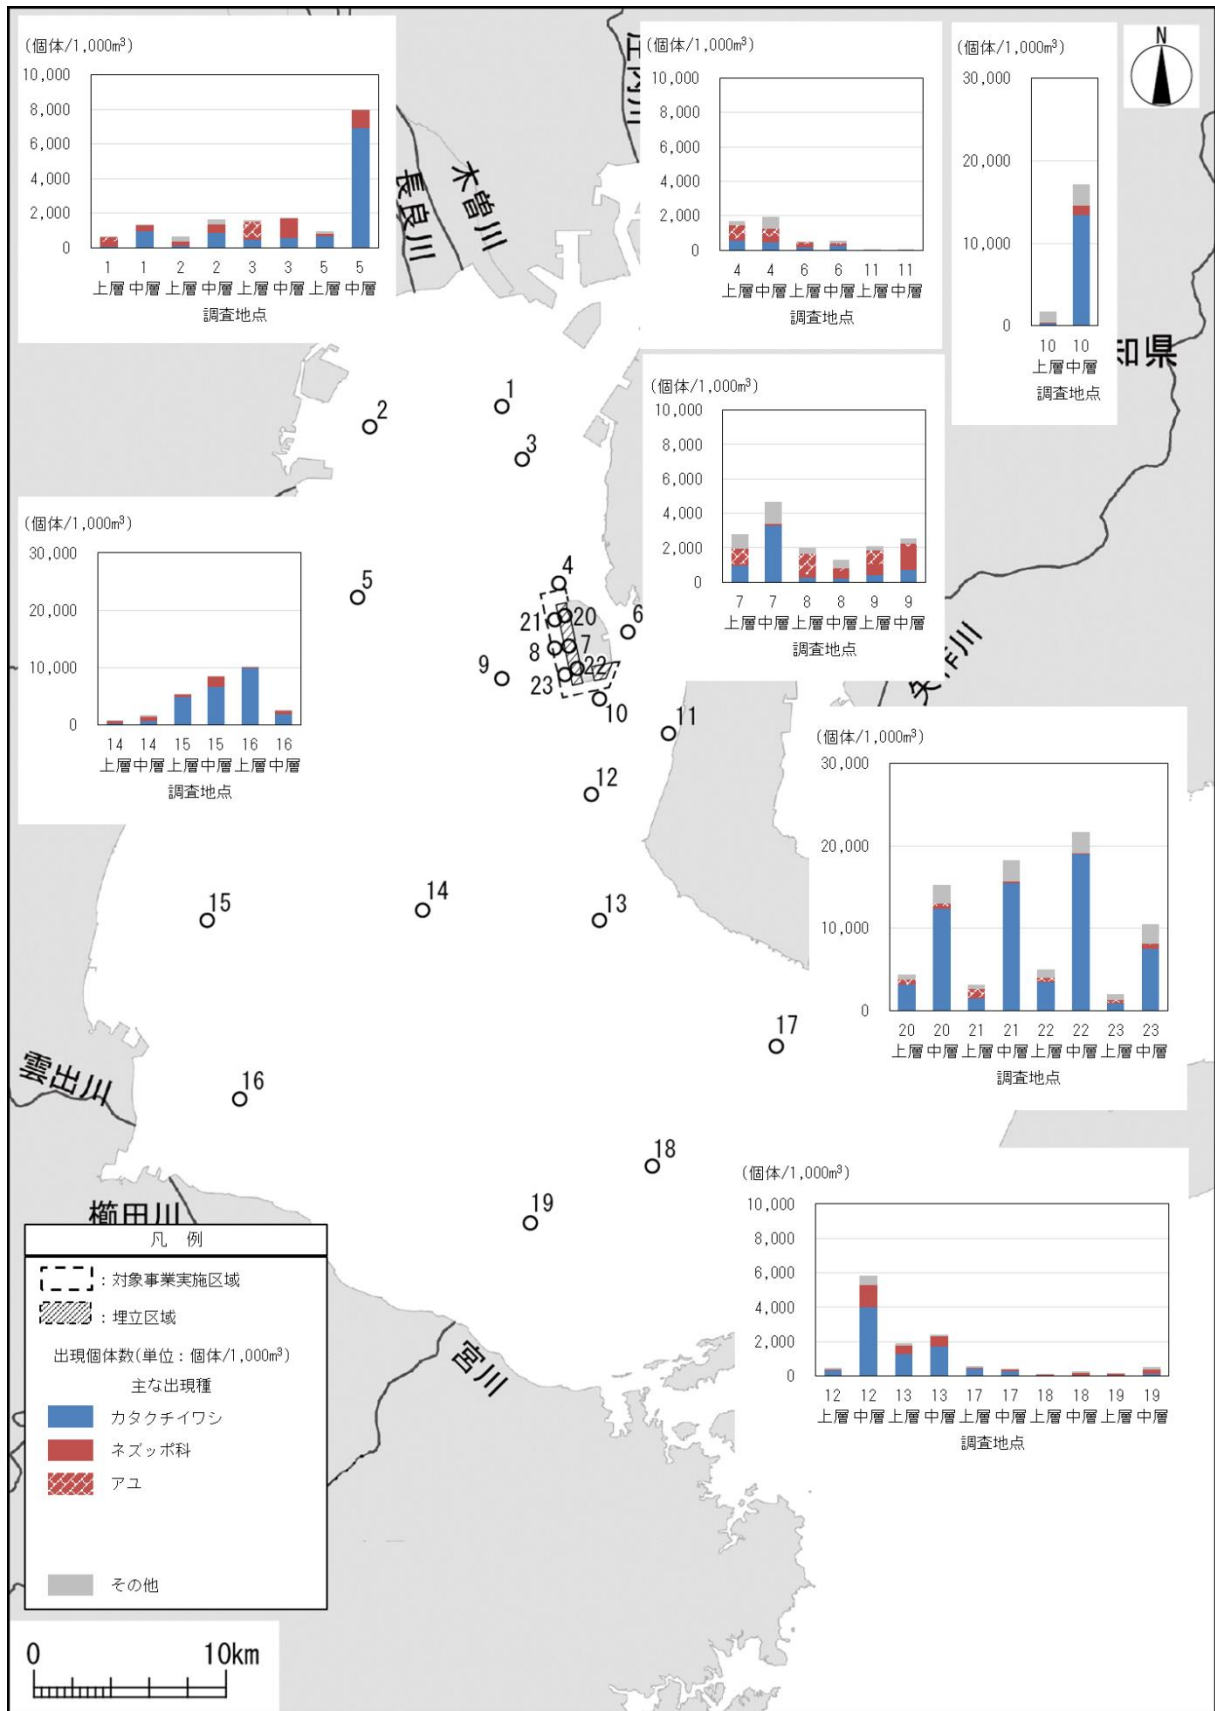 (個体/1,000m³)
10,000
8,000
6,000
4,000
2,000
0
1 1 2 2 3 3 5 5
上層 中層 上層 中層 上層 中層 上層 中層
調査地点
(個体/1,000m³)
10,000
8,000
6,000
4,000
2,000
0
4 4 6 6 11 11
上層 中層 上層 中層 上層 中層
調査地点
(個体/1,000m³)
30,000
20,000
10,000
0
10 10
上層 中層
調査地点
N
長良川
木曽川
知県
(個体/1,000m³)
10,000
8,000
6,000
4,000
2,000
0
7 7 8 8 9 9
上層 中層 上層 中層 上層 中層
調査地点
(個体/1,000m³)
30,000
20,000
10,000
0
14 14 15 15 16 16
上層 中層 上層 中層 上層 中層
調査地点
1
2
3
4
5
20
21
6
7
8
22
9
23
10
11
12
(個体/1,000m³)
30,000
20,000
10,000
0
20 20 21 21 22 22 23 23
上層 中層 上層 中層 上層 中層 上層 中層
調査地点
14
15
13
17
16
雲出川
18
19
櫛田川
宮川
(個体/1,000m³)
10,000
8,000
6,000
4,000
2,000
0
12 12 13 13 17 17 18 18 19 19
上層 中層 上層 中層 上層 中層 上層 中層 上層 中層
調査地点
凡 例
：対象事業実施区域
：埋立区域
出現個体数(単位：個体/1,000m³)
主な出現種
カタクチイワシ
ネズッポ科
アユ
その他
0 10km